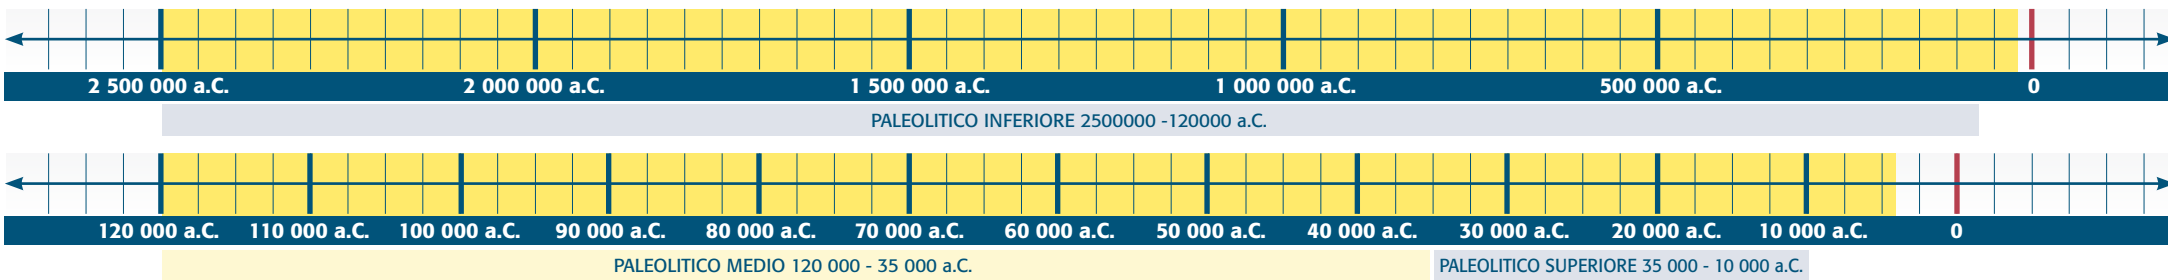 2 500 000 a.C. 2 000 000 a.C. 1 500 000 a.C. 1 000 000 a.C. 500 000 a.C. 0
PALEOLITICO INFERIORE 2500000 -120000 a.C.
120 000 a.C. 110 000 a.C. 100 000 a.C. 90 000 a.C. 80 000 a.C. 70 000 a.C. 60 000 a.C. 50 000 a.C. 40 000 a.C. 30 000 a.C. 20 000 a.C. 10 000 a.C. 0
PALEOLITICO MEDIO 120 000 - 35 000 a.C. PALEOLITICO SUPERIORE 35 000 - 10 000 a.C.